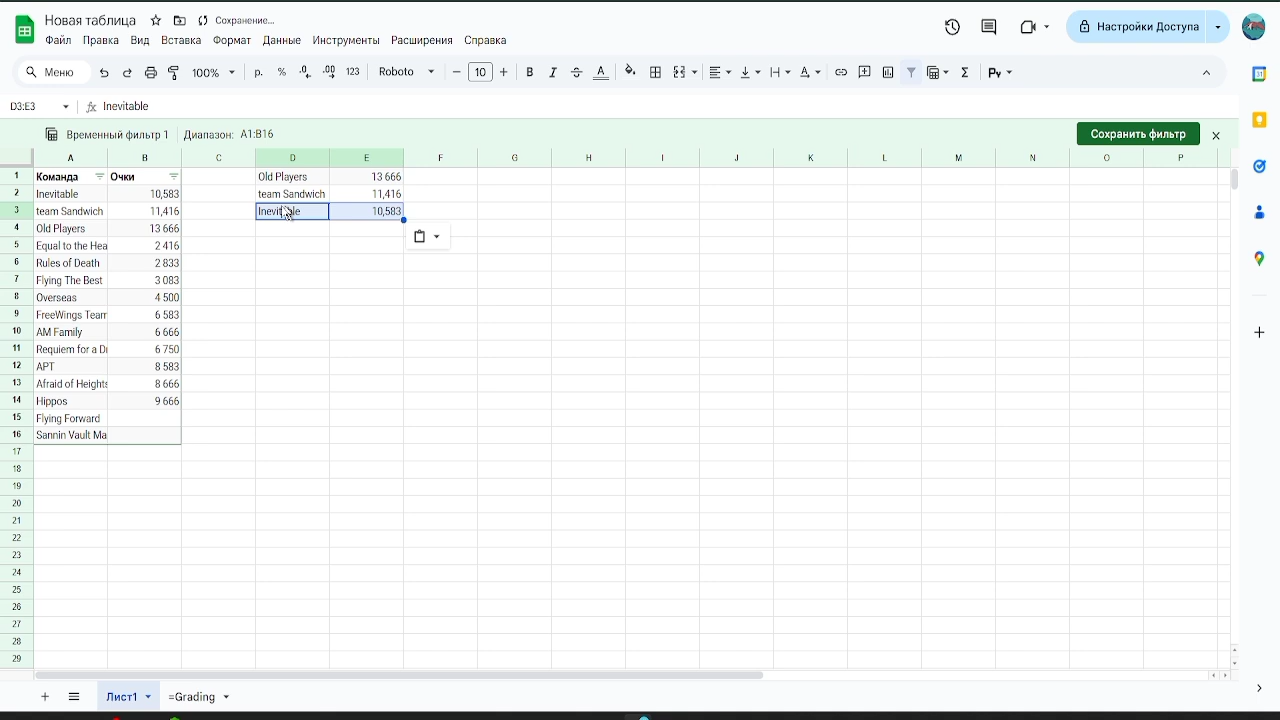 Новая таблица Сохранение...
Файл Правка Вид Вставка Формат Данные Инструменты Расширения Справка
Настройки Доступа
Меню 100% р. % .0 .00 123 Roboto 10 B I A Σ Pγ
D3:E3 fx Inevitable
Временный фильтр 1 Диапазон: A1:B16 Сохранить фильтр
A B C D E F G H I J K L M N O P
1 Команда Очки Old Players 13 666
2 Inevitable 10,583 team Sandwich 11,416
3 team Sandwich 11,416 Inevitable 10,583
4 Old Players 13 666
5 Equal to the Hea 2 416
6 Rules of Death 2 833
7 Flying The Best 3 083
8 Overseas 4 500
9 FreeWings Team 6 583
10 AM Family 6 666
11 Requiem for a Di 6 750
12 APT 8 583
13 Afraid of Heights 8 666
14 Hippos 9 666
15 Flying Forward
16 Sannin Vault Ma
17
18
19
20
21
22
23
24
25
26
27
28
29
Лист1 =Grading